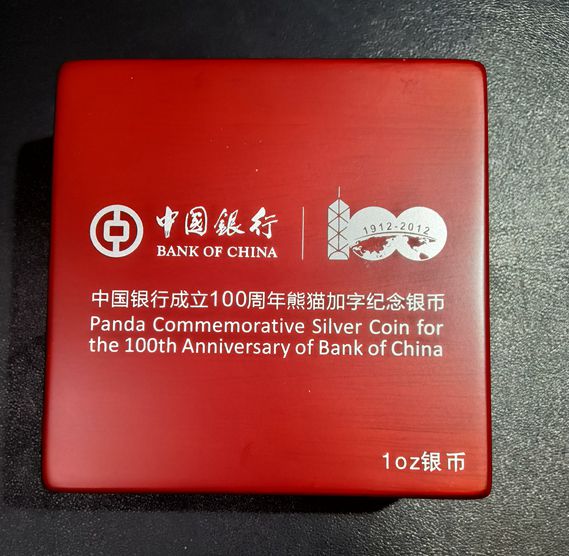 中国银行
BANK OF CHINA
100
1912-2012
中国银行成立100周年熊猫加字纪念银币
Panda Commemorative Silver Coin for
the 100th Anniversary of Bank of China
1oz银币